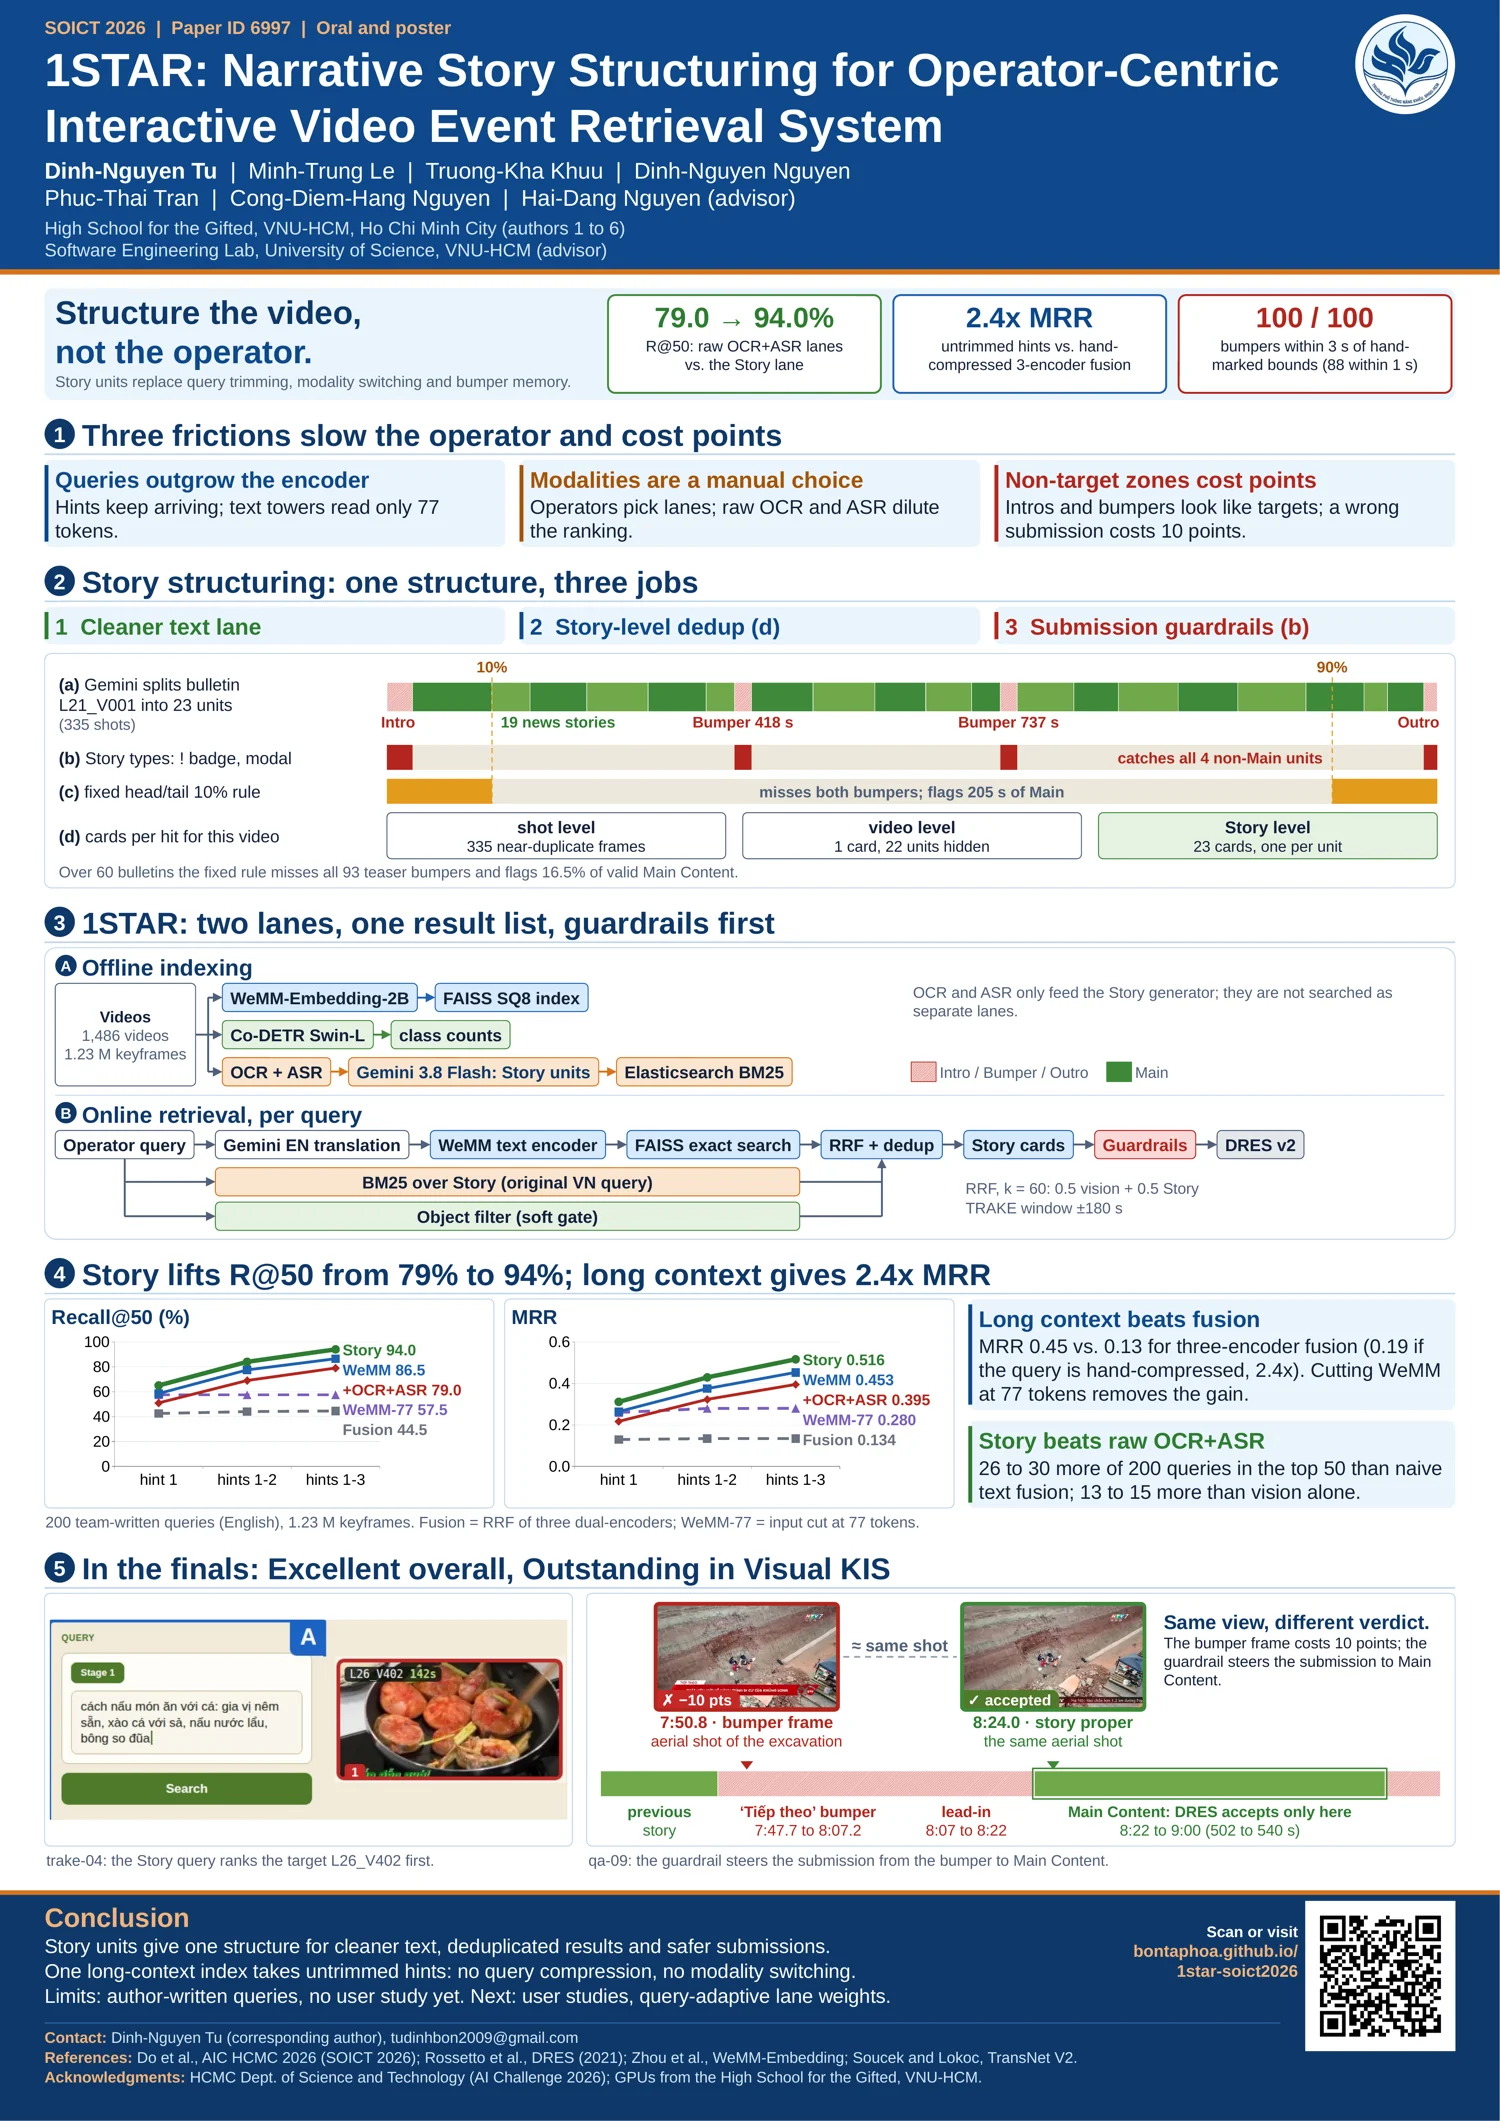 SOICT 2026 | Paper ID 6997 | Oral and poster
1STAR: Narrative Story Structuring for Operator-Centric
Interactive Video Event Retrieval System
Dinh-Nguyen Tu | Minh-Trung Le | Truong-Kha Khuu | Dinh-Nguyen Nguyen
Phuc-Thai Tran | Cong-Diem-Hang Nguyen | Hai-Dang Nguyen (advisor)
High School for the Gifted, VNU-HCM, Ho Chi Minh City (authors 1 to 6)
Software Engineering Lab, University of Science, VNU-HCM (advisor)
Structure the video,
not the operator.
Story units replace query trimming, modality switching and bumper memory.
79.0 → 94.0%
R@50: raw OCR+ASR lanes
vs. the Story lane
2.4x MRR
untrimmed hints vs. hand-
compressed 3-encoder fusion
100 / 100
bumpers within 3 s of hand-
marked bounds (88 within 1 s)
1 Three frictions slow the operator and cost points
Queries outgrow the encoder
Hints keep arriving; text towers read only 77
tokens.
Modalities are a manual choice
Operators pick lanes; raw OCR and ASR dilute
the ranking.
Non-target zones cost points
Intros and bumpers look like targets; a wrong
submission costs 10 points.
2 Story structuring: one structure, three jobs
1 Cleaner text lane
2 Story-level dedup (d)
3 Submission guardrails (b)
10%
90%
(a) Gemini splits bulletin
L21_V001 into 23 units
(335 shots)
Intro
19 news stories
Bumper 418 s
Bumper 737 s
Outro
(b) Story types: ! badge, modal
catches all 4 non-Main units
(c) fixed head/tail 10% rule
misses both bumpers; flags 205 s of Main
(d) cards per hit for this video
shot level
335 near-duplicate frames
video level
1 card, 22 units hidden
Story level
23 cards, one per unit
Over 60 bulletins the fixed rule misses all 93 teaser bumpers and flags 16.5% of valid Main Content.
3 1STAR: two lanes, one result list, guardrails first
A Offline indexing
Videos
1,486 videos
1.23 M keyframes
WeMM-Embedding-2B
FAISS SQ8 index
Co-DETR Swin-L
class counts
OCR + ASR
Gemini 3.8 Flash: Story units
Elasticsearch BM25
OCR and ASR only feed the Story generator; they are not searched as
separate lanes.
Intro / Bumper / Outro
Main
B Online retrieval, per query
Operator query
Gemini EN translation
WeMM text encoder
FAISS exact search
RRF + dedup
Story cards
Guardrails
DRES v2
BM25 over Story (original VN query)
Object filter (soft gate)
RRF, k = 60: 0.5 vision + 0.5 Story
TRAKE window ±180 s
4 Story lifts R@50 from 79% to 94%; long context gives 2.4x MRR
Recall@50 (%)
100
80
60
40
20
0
hint 1
hints 1-2
hints 1-3
Story 94.0
WeMM 86.5
+OCR+ASR 79.0
WeMM-77 57.5
Fusion 44.5
MRR
0.6
0.4
0.2
0.0
hint 1
hints 1-2
hints 1-3
Story 0.516
WeMM 0.453
+OCR+ASR 0.395
WeMM-77 0.280
Fusion 0.134
Long context beats fusion
MRR 0.45 vs. 0.13 for three-encoder fusion (0.19 if
the query is hand-compressed, 2.4x). Cutting WeMM
at 77 tokens removes the gain.
Story beats raw OCR+ASR
26 to 30 more of 200 queries in the top 50 than naive
text fusion; 13 to 15 more than vision alone.
200 team-written queries (English), 1.23 M keyframes. Fusion = RRF of three dual-encoders; WeMM-77 = input cut at 77 tokens.
5 In the finals: Excellent overall, Outstanding in Visual KIS
QUERY
A
Stage 1
cách nấu món ăn với cá: gia vị nêm
sẵn, xào cá với sả, nấu nước lẩu,
bông so đũa
Search
L26 V402 142s
1
trake-04: the Story query ranks the target L26_V402 first.
✗ −10 pts
≈ same shot
✓ accepted
7:50.8 · bumper frame
aerial shot of the excavation
8:24.0 · story proper
the same aerial shot
Same view, different verdict.
The bumper frame costs 10 points; the
guardrail steers the submission to Main
Content.
previous
story
‘Tiếp theo’ bumper
7:47.7 to 8:07.2
lead-in
8:07 to 8:22
Main Content: DRES accepts only here
8:22 to 9:00 (502 to 540 s)
qa-09: the guardrail steers the submission from the bumper to Main Content.
Conclusion
Story units give one structure for cleaner text, deduplicated results and safer submissions.
One long-context index takes untrimmed hints: no query compression, no modality switching.
Limits: author-written queries, no user study yet. Next: user studies, query-adaptive lane weights.
Scan or visit
bontaphoa.github.io/
1star-soict2026
Contact: Dinh-Nguyen Tu (corresponding author), tudinhbon2009@gmail.com
References: Do et al., AIC HCMC 2026 (SOICT 2026); Rossetto et al., DRES (2021); Zhou et al., WeMM-Embedding; Soucek and Lokoc, TransNet V2.
Acknowledgments: HCMC Dept. of Science and Technology (AI Challenge 2026); GPUs from the High School for the Gifted, VNU-HCM.